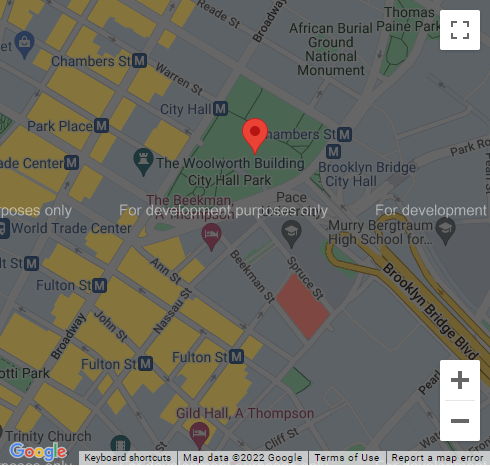 Reade St
Broadway
Thomas
Paine Park
African Burial
Ground
National
Monument
Chambers St M
Warren St
City Hall M
Park Place M
Chambers St M
Park Ro
ade Center M
The Woolworth Building
Brooklyn Bridge
City Hall
City Hall Park
The Beekman,
A Thompson
Pace
rposes only
For development purposes only
For development
World Trade Center
Murry Bergtraum
High School for...
Ann St
Beekman St
Spruce St
lt St M
Fulton St M
Nassau St
Brooklyn Bridge Blvd
John St
Broadway
Fulton St M
Fulton St M
otti Park
Pearl
Gild Hall, A Thompson
Cliff St
Wat
Trinity Church
Google
Keyboard shortcuts
Map data ©2022 Google
Terms of Use
Report a map error